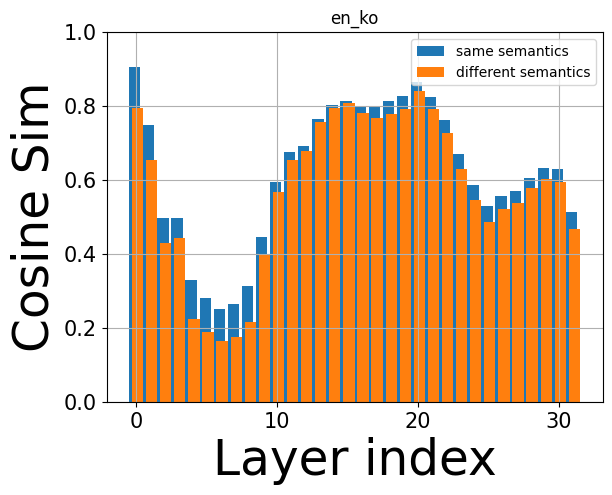 en_ko
same semantics
different semantics
Cosine Sim
1.0
0.8
0.6
0.4
0.2
0.0
0 10 20 30
Layer index